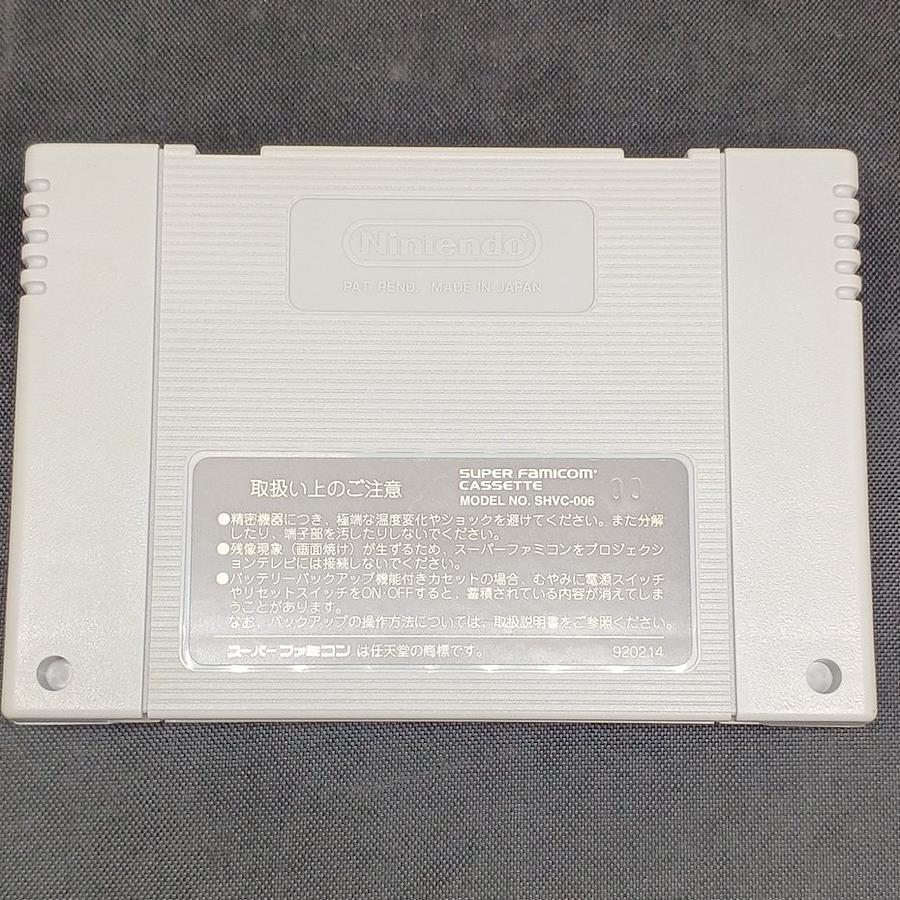 Nintendo®
PAT. PEND. MADE IN JAPAN
取扱い上のご注意
SUPER FAMICOM®
CASSETTE
MODEL NO. SHVC-006
00
●精密機器につき、極端な温度変化やショックを避けてください。また分解
したり、端子部を汚したりしないでください。
●残像現象（画面焼け）が生ずるため、スーパーファミコンをプロジェクシ
ョンテレビには接続しないでください。
●バッテリーバックアップ機能付きカセットの場合、むやみに電源スイッチ
やリセットスイッチをON・OFFすると、蓄積されている内容が消えてしま
うことがあります。
なお、バックアップの操作方法については、取扱説明書をご参照ください。
スーパーファミコン は任天堂の商標です。
920214